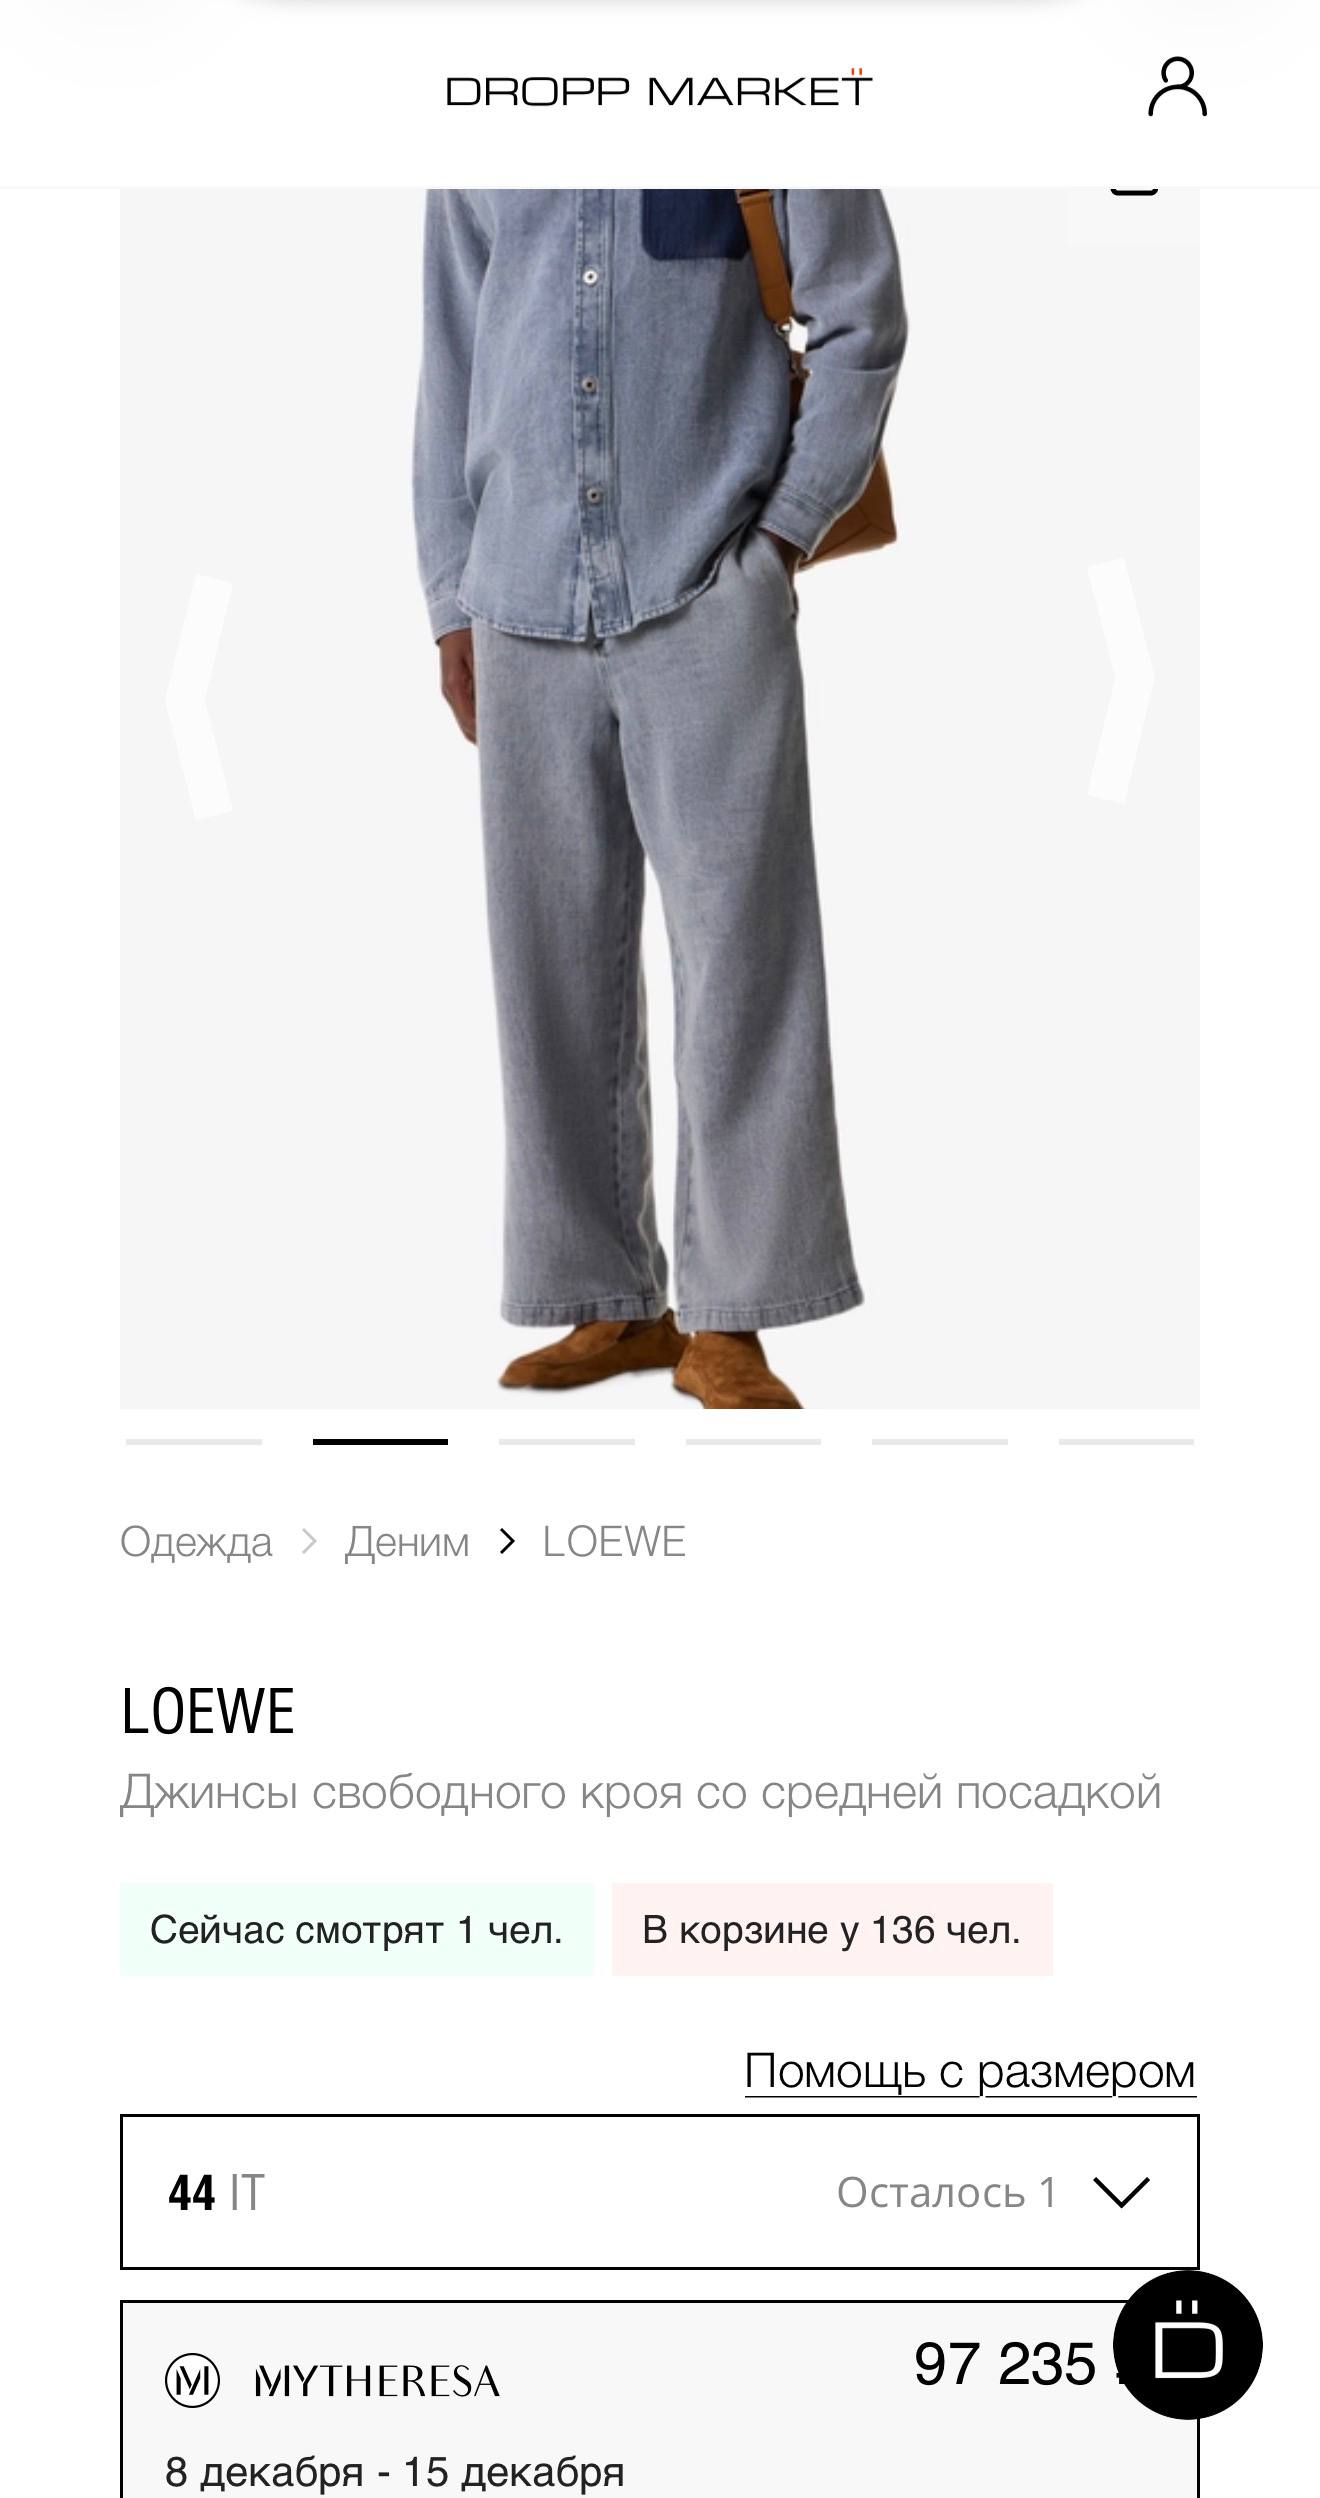 DROPP MARKET
Одежда > Деним > LOEWE
LOEWE
Джинсы свободного кроя со средней посадкой
Сейчас смотрят 1 чел. В корзине у 136 чел.
Помощь с размером
44 IT Осталось 1
MYTHERESA 97 235
8 декабря - 15 декабря